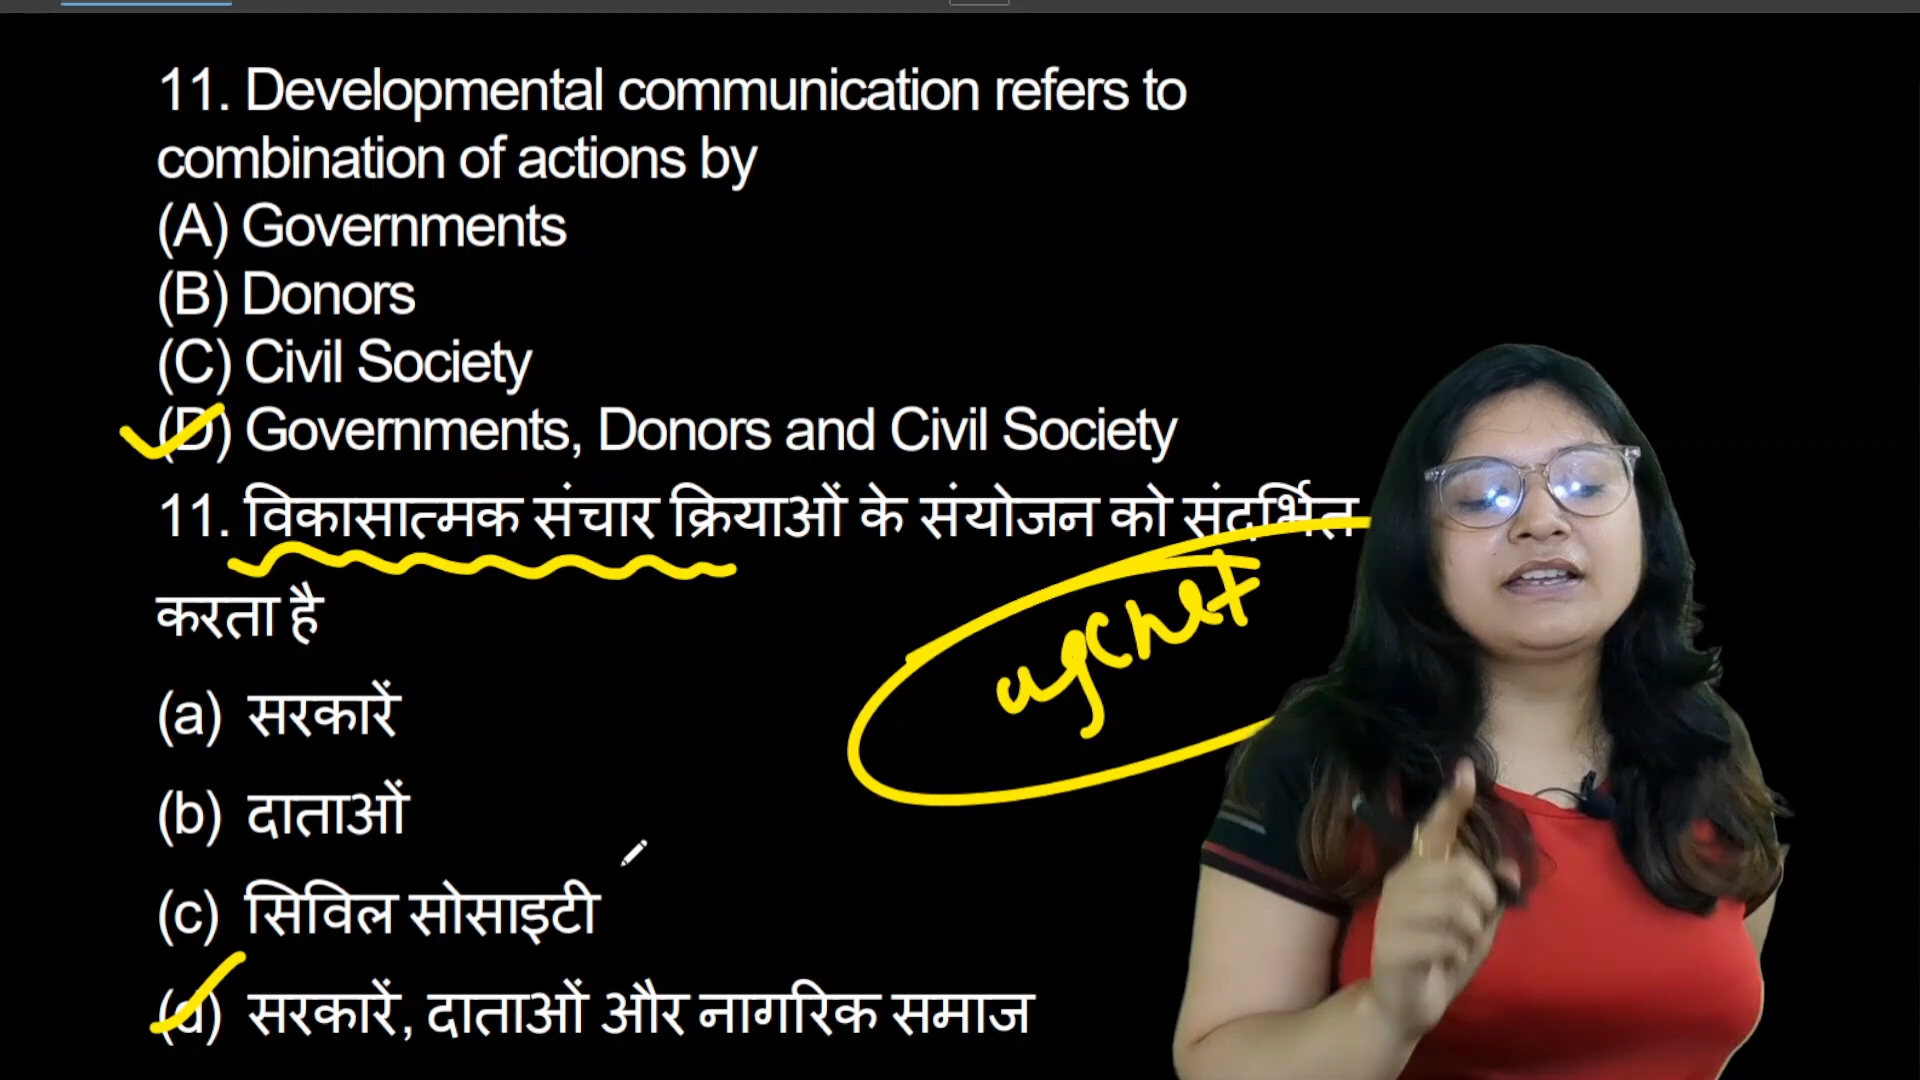 11. Developmental communication refers to
combination of actions by
(A) Governments
(B) Donors
(C) Civil Society
(D) Governments, Donors and Civil Society
11. विकासात्मक संचार क्रियाओं के संयोजन को संदर्भित
करता है
ugcnet
(a) सरकारें
(b) दाताओं
(c) सिविल सोसाइटी
(d) सरकारें, दाताओं और नागरिक समाज